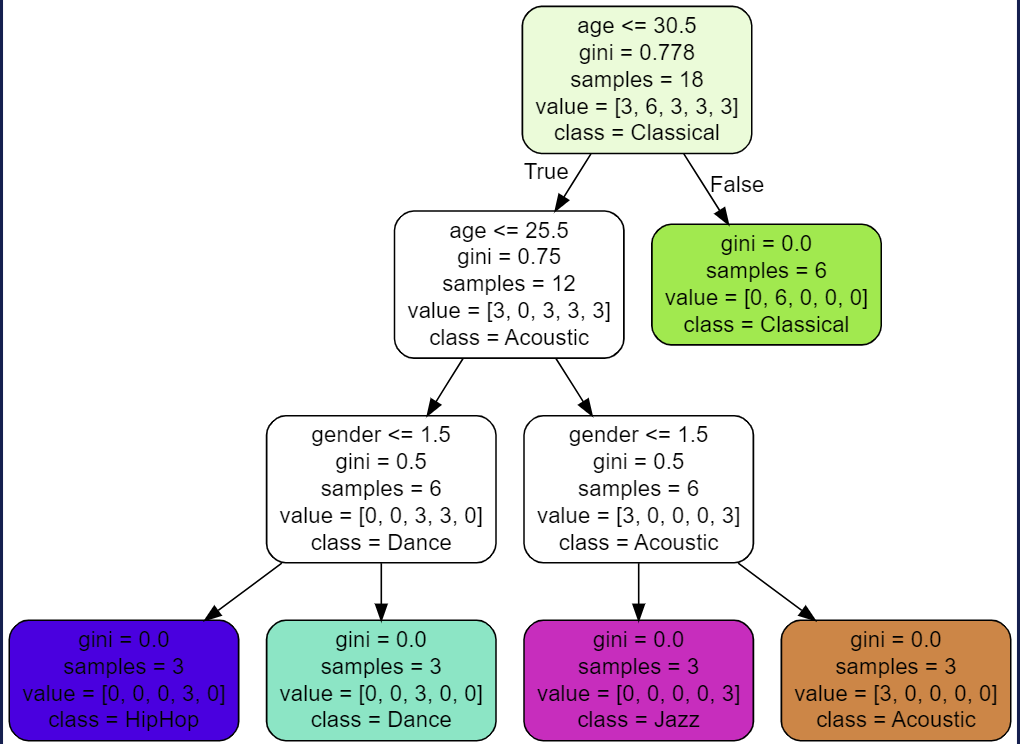 age <= 30.5
gini = 0.778
samples = 18
value = [3, 6, 3, 3, 3]
class = Classical
True
False
age <= 25.5
gini = 0.75
samples = 12
value = [3, 0, 3, 3, 3]
class = Acoustic
gini = 0.0
samples = 6
value = [0, 6, 0, 0, 0]
class = Classical
gender <= 1.5
gini = 0.5
samples = 6
value = [0, 0, 3, 3, 0]
class = Dance
gender <= 1.5
gini = 0.5
samples = 6
value = [3, 0, 0, 0, 3]
class = Acoustic
gini = 0.0
samples = 3
value = [0, 0, 0, 3, 0]
class = HipHop
gini = 0.0
samples = 3
value = [0, 0, 3, 0, 0]
class = Dance
gini = 0.0
samples = 3
value = [0, 0, 0, 0, 3]
class = Jazz
gini = 0.0
samples = 3
value = [3, 0, 0, 0, 0]
class = Acoustic